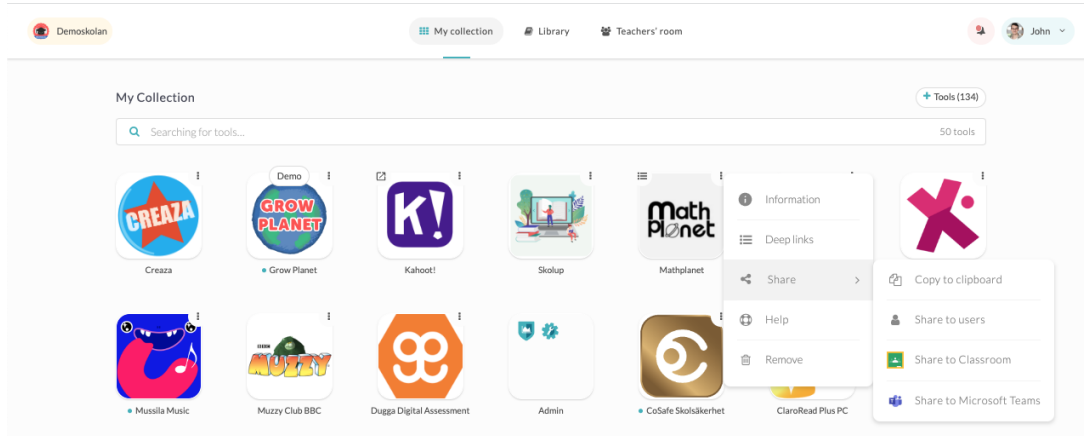 Demoskolan
My collection
Library
Teachers' room
John
My Collection
+ Tools (134)
Searching for tools...
50 tools
CREAZA
Creaza
Demo
GROW
PLANET
Grow Planet
K!
Kahoot!
Skolup
Math
Planet
Mathplanet
Information
Deep links
Share
Help
Remove
Copy to clipboard
Share to users
Share to Classroom
Share to Microsoft Teams
Mussila Music
BBC
MUZZY
Muzzy Club BBC
Dugga Digital Assessment
Admin
CoSafe Skolsäkerhet
ClaroRead Plus PC